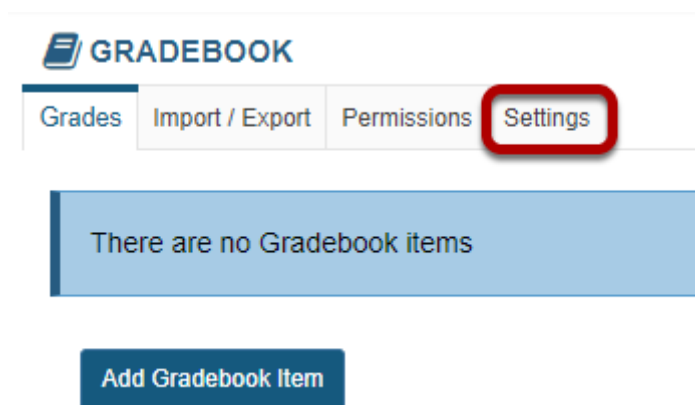 GRADEBOOK
Grades Import / Export Permissions Settings
There are no Gradebook items
Add Gradebook Item